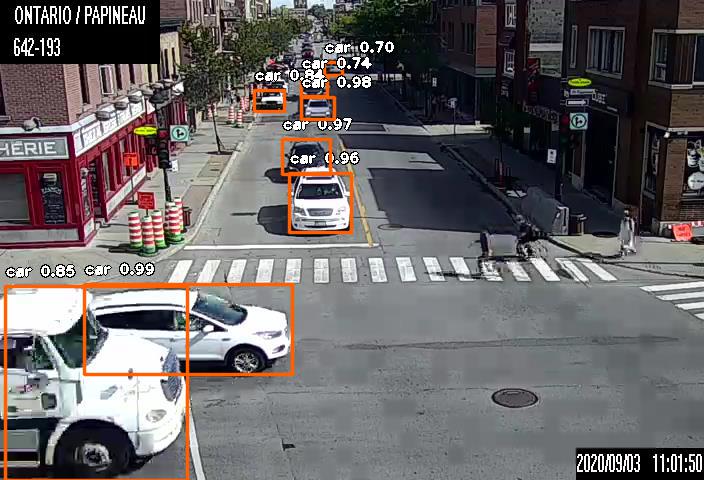 ONTARIO / PAPINEAU
642-193
car 0.70
car 0.74
car 0.84
car 0.98
car 0.97
car 0.96
HERIE
car 0.85
car 0.99
2020/09/03 11:01:50